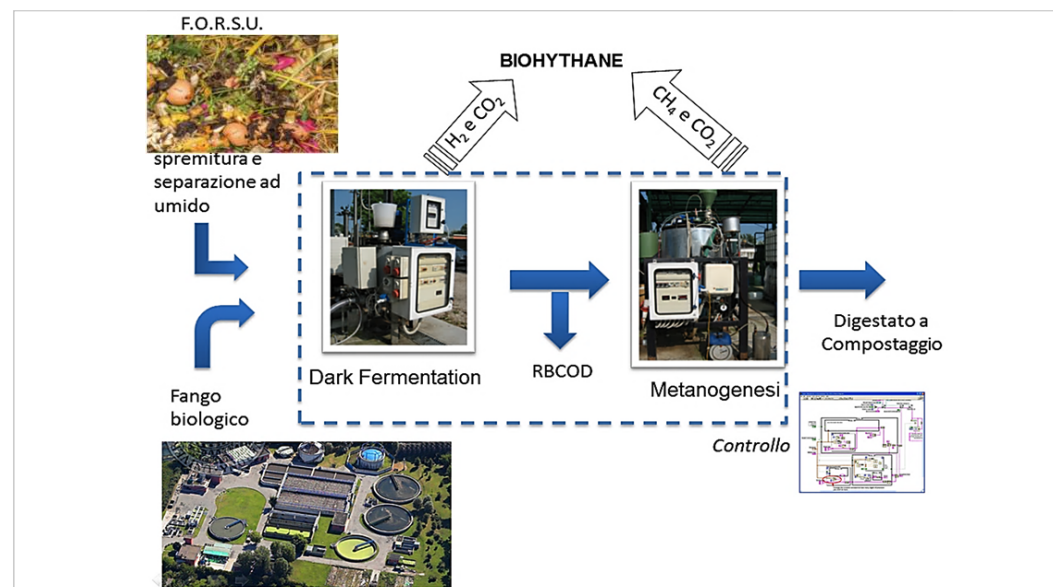 F.O.R.S.U.
BIOHYTHANE
H₂ e CO₂
CH₄ e CO₂
spremitura e
separazione ad
umido
Dark Fermentation
RBCOD
Metanogenesi
Digestato a
Compostaggio
Fango
biologico
Controllo